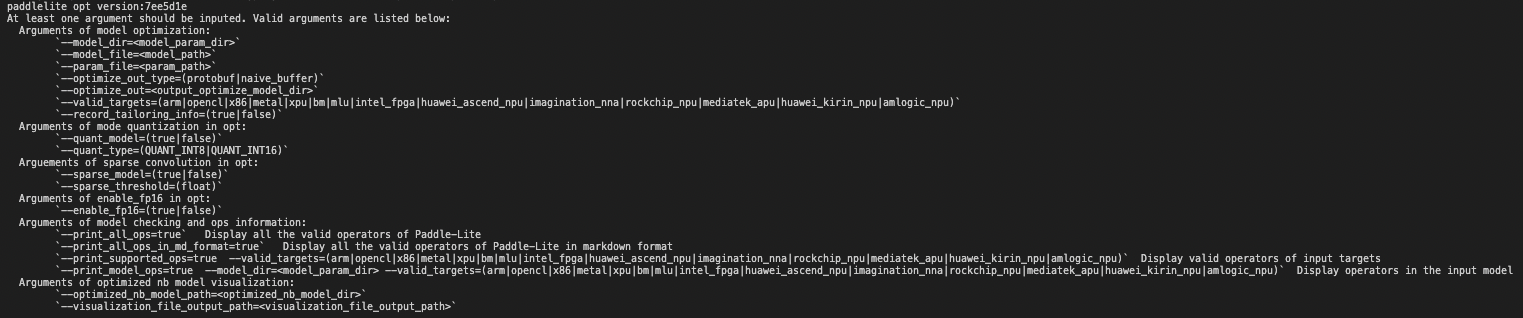 paddlelite opt version:7ee5d1e
At least one argument should be inputed. Valid arguments are listed below:
  Arguments of model optimization:
        `--model_dir=<model_param_dir>`
        `--model_file=<model_path>`
        `--param_file=<param_path>`
        `--optimize_out_type=(protobuf|naive_buffer)`
        `--optimize_out=<output_optimize_model_dir>`
        `--valid_targets=(arm|opencl|x86|metal|xpu|bm|mlu|intel_fpga|huawei_ascend_npu|imagination_nna|rockchip_npu|mediatek_apu|huawei_kirin_npu|amlogic_npu)`
        `--record_tailoring_info=(true|false)`
  Arguments of mode quantization in opt:
        `--quant_model=(true|false)`
        `--quant_type=(QUANT_INT8|QUANT_INT16)`
  Arguements of sparse convolution in opt:
        `--sparse_model=(true|false)`
        `--sparse_threshold=(float)`
  Arguments of enable_fp16 in opt:
        `--enable_fp16=(true|false)`
  Arguments of model checking and ops information:
        `--print_all_ops=true`   Display all the valid operators of Paddle-Lite
        `--print_all_ops_in_md_format=true`   Display all the valid operators of Paddle-Lite in markdown format
        `--print_supported_ops=true  --valid_targets=(arm|opencl|x86|metal|xpu|bm|mlu|intel_fpga|huawei_ascend_npu|imagination_nna|rockchip_npu|mediatek_apu|huawei_kirin_npu|amlogic_npu)`  Display valid operators of input targets
        `--print_model_ops=true  --model_dir=<model_param_dir> --valid_targets=(arm|opencl|x86|metal|xpu|bm|mlu|intel_fpga|huawei_ascend_npu|imagination_nna|rockchip_npu|mediatek_apu|huawei_kirin_npu|amlogic_npu)`  Display operators in the input model
  Arguments of optimized nb model visualization:
        `--optimized_nb_model_path=<optimized_nb_model_dir>`
        `--visualization_file_output_path=<visualization_file_output_path>`